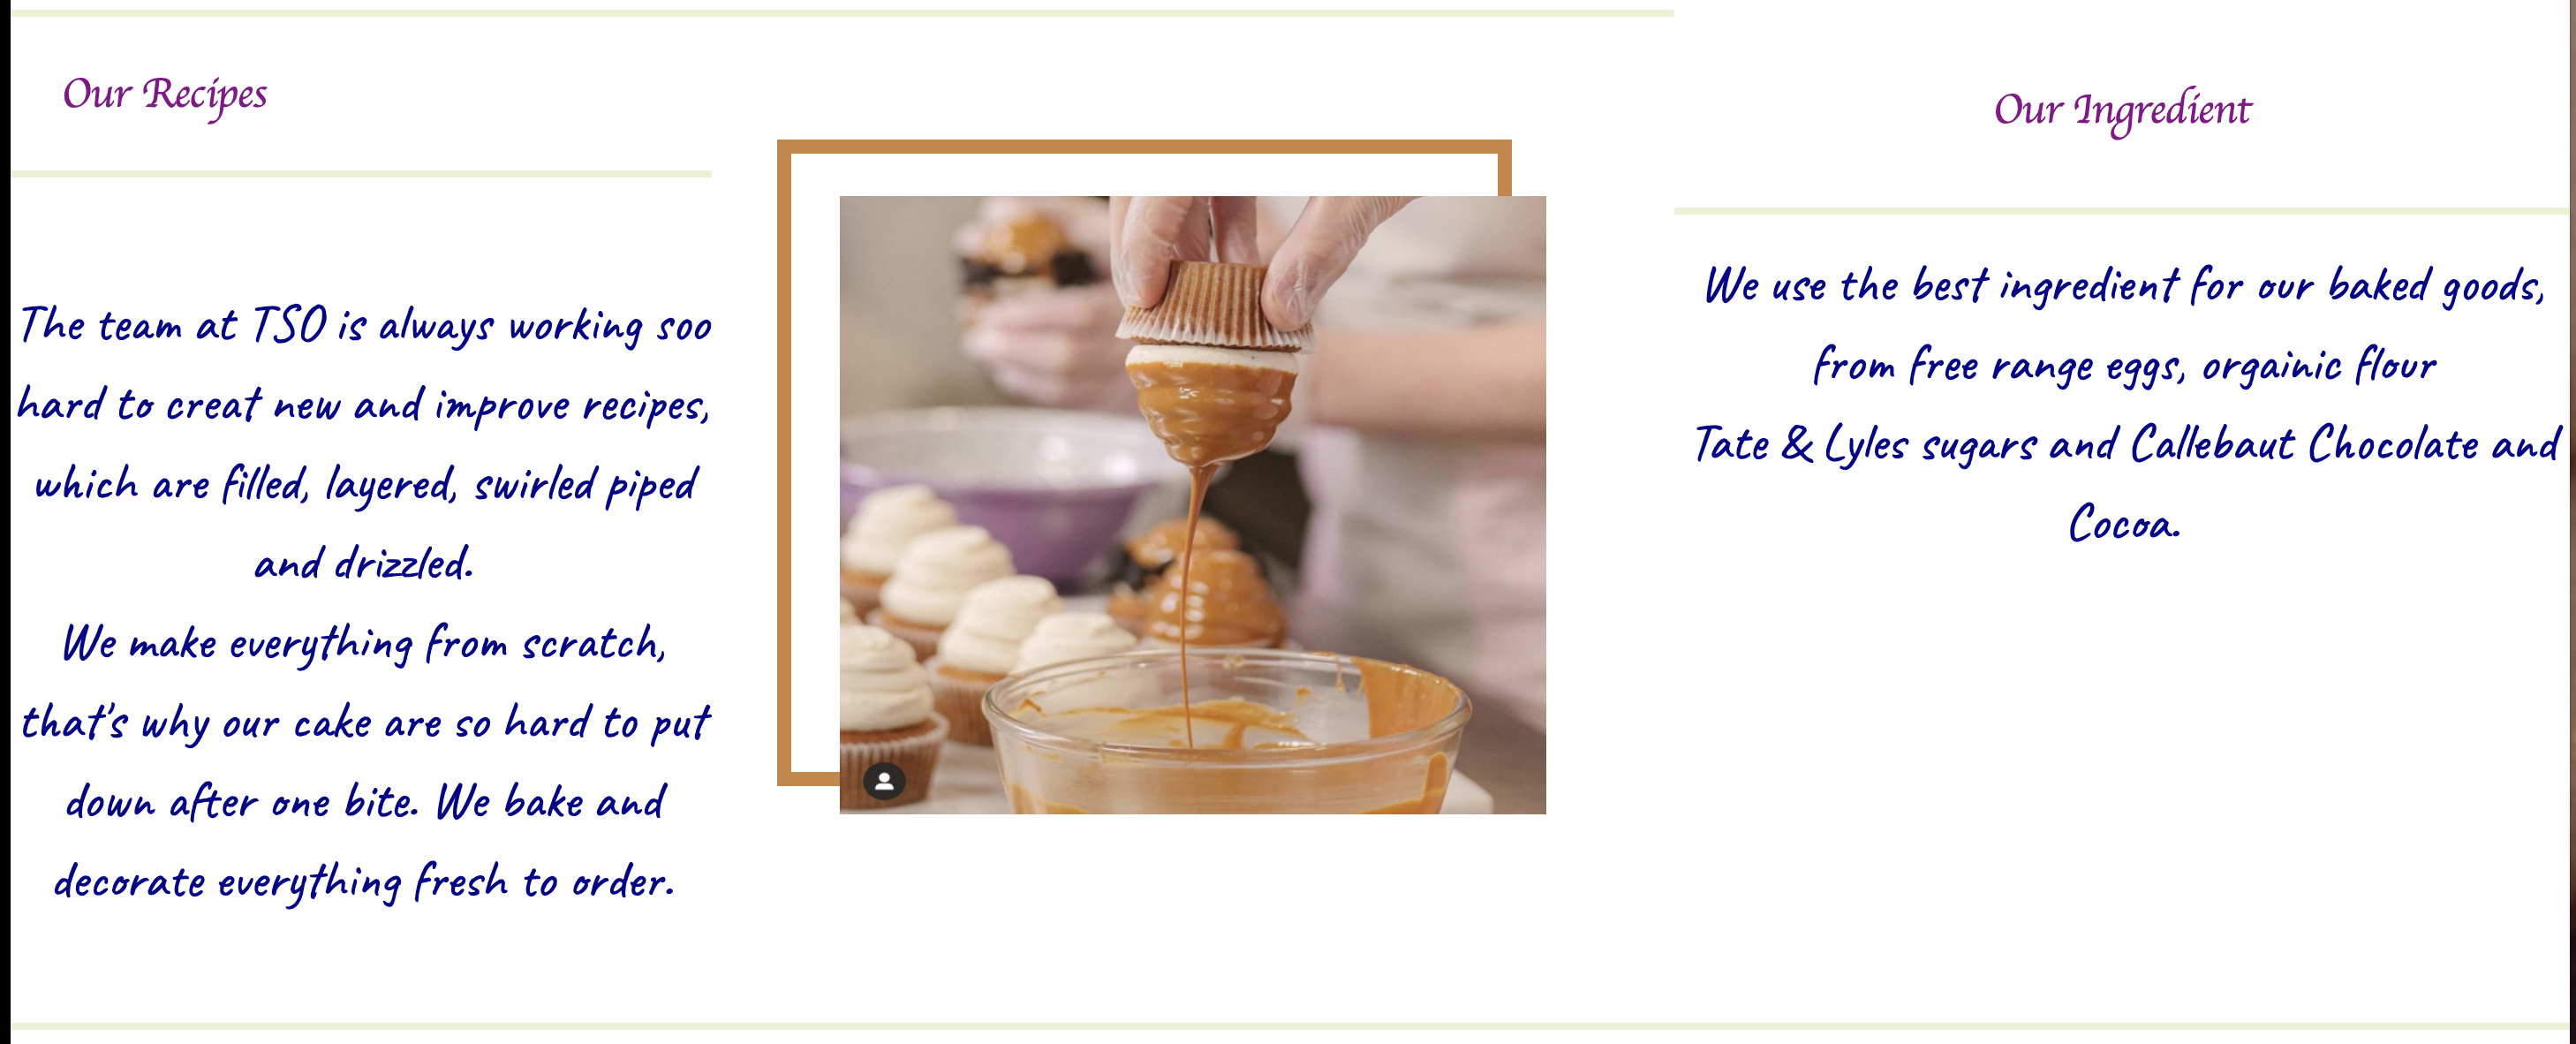 Our Recipes
The team at TSO is always working soo
hard to creat new and improve recipes,
which are filled, layered, swirled piped
and drizzled.
We make everything from scratch,
that's why our cake are so hard to put
down after one bite. We bake and
decorate everything fresh to order.
Our Ingredient
We use the best ingredient for our baked goods,
from free range eggs, orgainic flour
Tate & Lyles sugars and Callebaut Chocolate and
Cocoa.